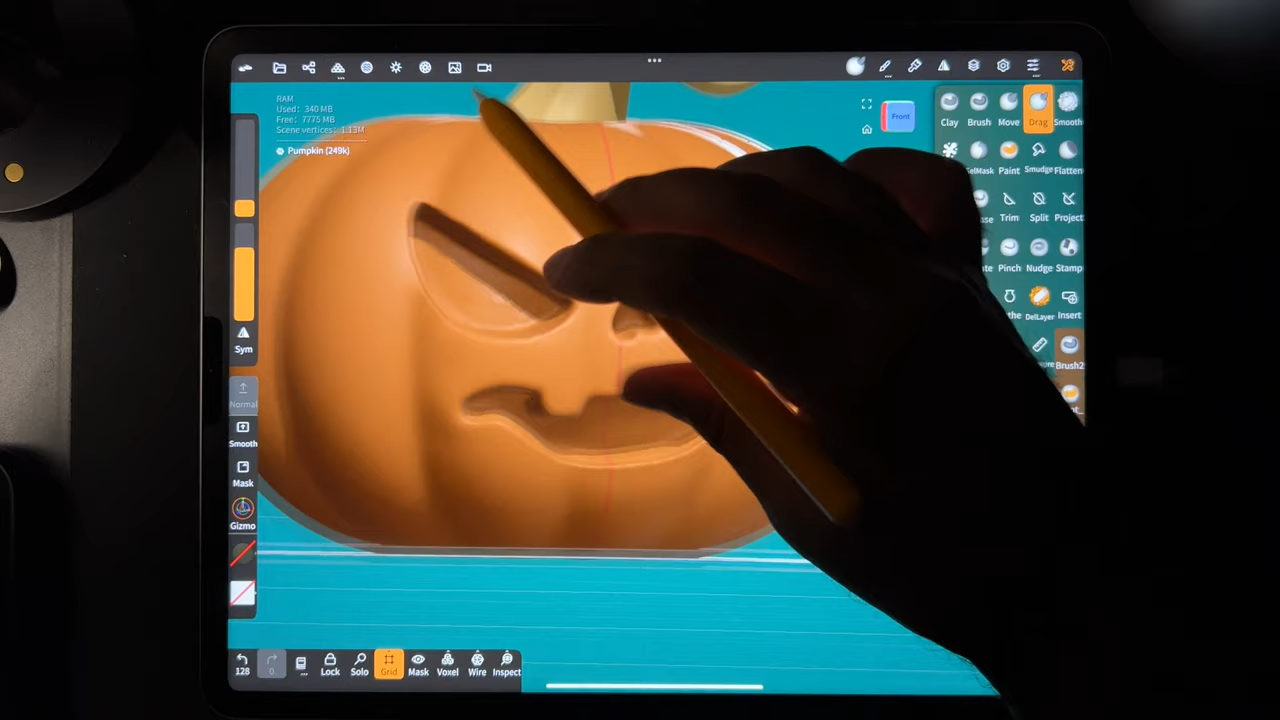 RAM
Used: 340 MB
Free: 7775 MB
Scene vertices: 1.13M
Pumpkin (249k)
Front
Clay Brush Move Drag Smooth
Paint Smudge Flatten
Trim Split Project
Pinch Nudge Stamp
DelLayer Insert
Brush2
Sym
Normal
Smooth
Mask
Gizmo
128 0 Lock Solo Grid Mask Voxel Wire Inspect